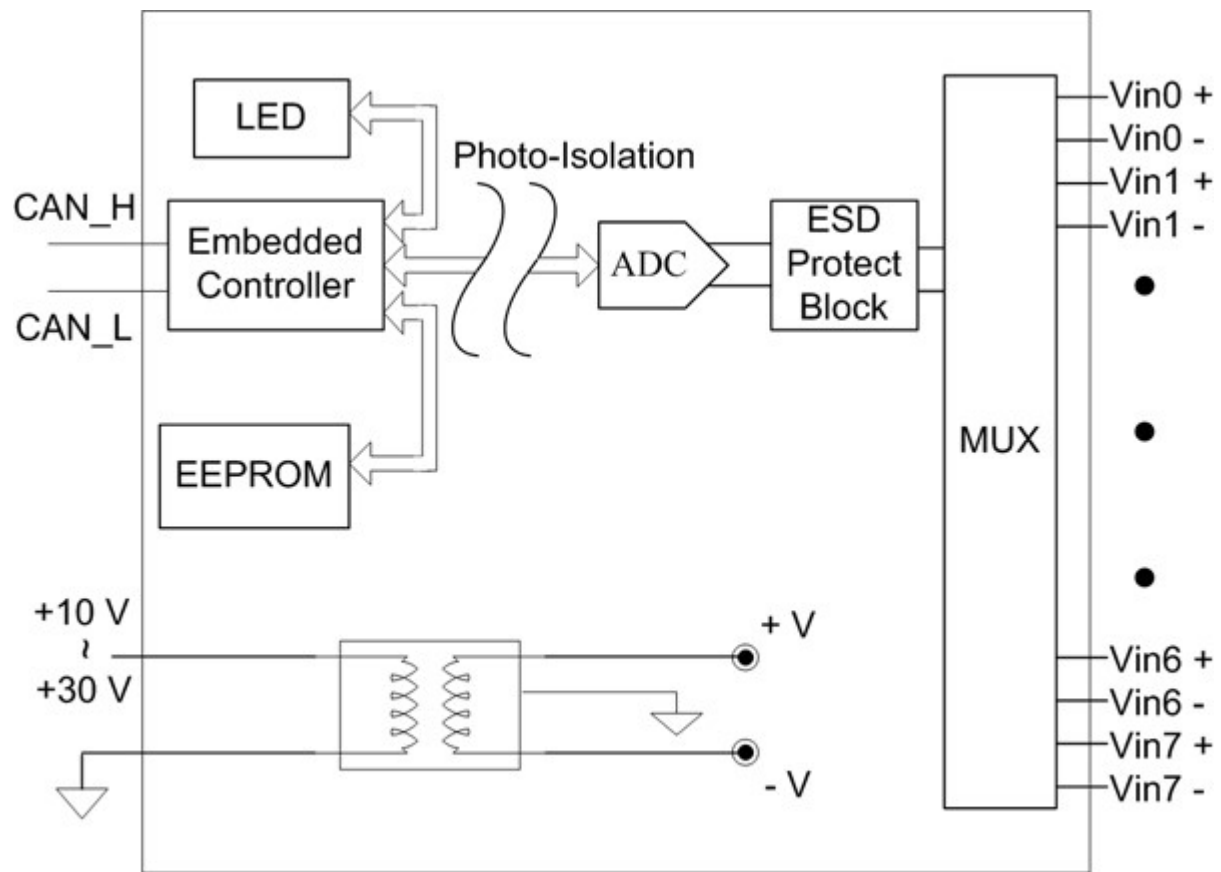 LED
Photo-Isolation
CAN_H
Embedded
Controller
CAN_L
EEPROM
ADC
ESD
Protect
Block
MUX
Vin0 +
Vin0 -
Vin1 +
Vin1 -
Vin6 +
Vin6 -
Vin7 +
Vin7 -
+10 V
~
+30 V
+ V
- V